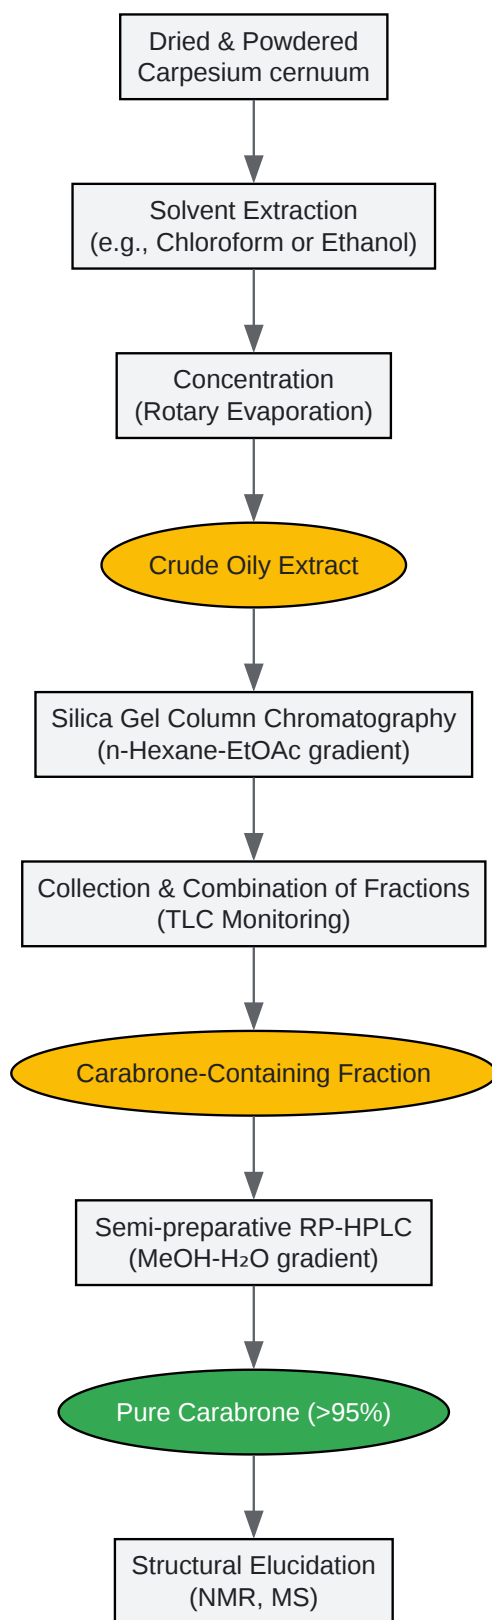 Dried & Powdered
Carpesium cernuum
Solvent Extraction
(e.g., Chloroform or Ethanol)
Concentration
(Rotary Evaporation)
Crude Oily Extract
Silica Gel Column Chromatography
(n-Hexane-EtOAc gradient)
Collection & Combination of Fractions
(TLC Monitoring)
Carabrone-Containing Fraction
Semi-preparative RP-HPLC
(MeOH-H₂O gradient)
Pure Carabrone (>95%)
Structural Elucidation
(NMR, MS)